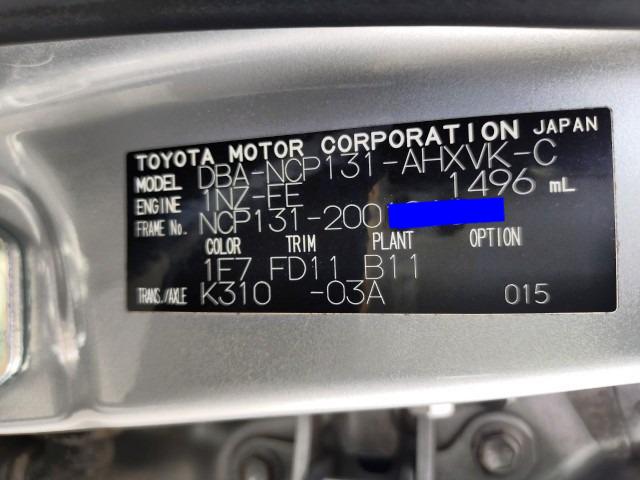 TOYOTA MOTOR CORPORATION JAPAN
MODEL DBA-NCP131-AHXVK-C
ENGINE 1NZ-FE 1496 mL
FRAME No. NCP131-200
COLOR TRIM PLANT OPTION
1F7 FD11 B11
TRANS./AXLE K310 -03A 015